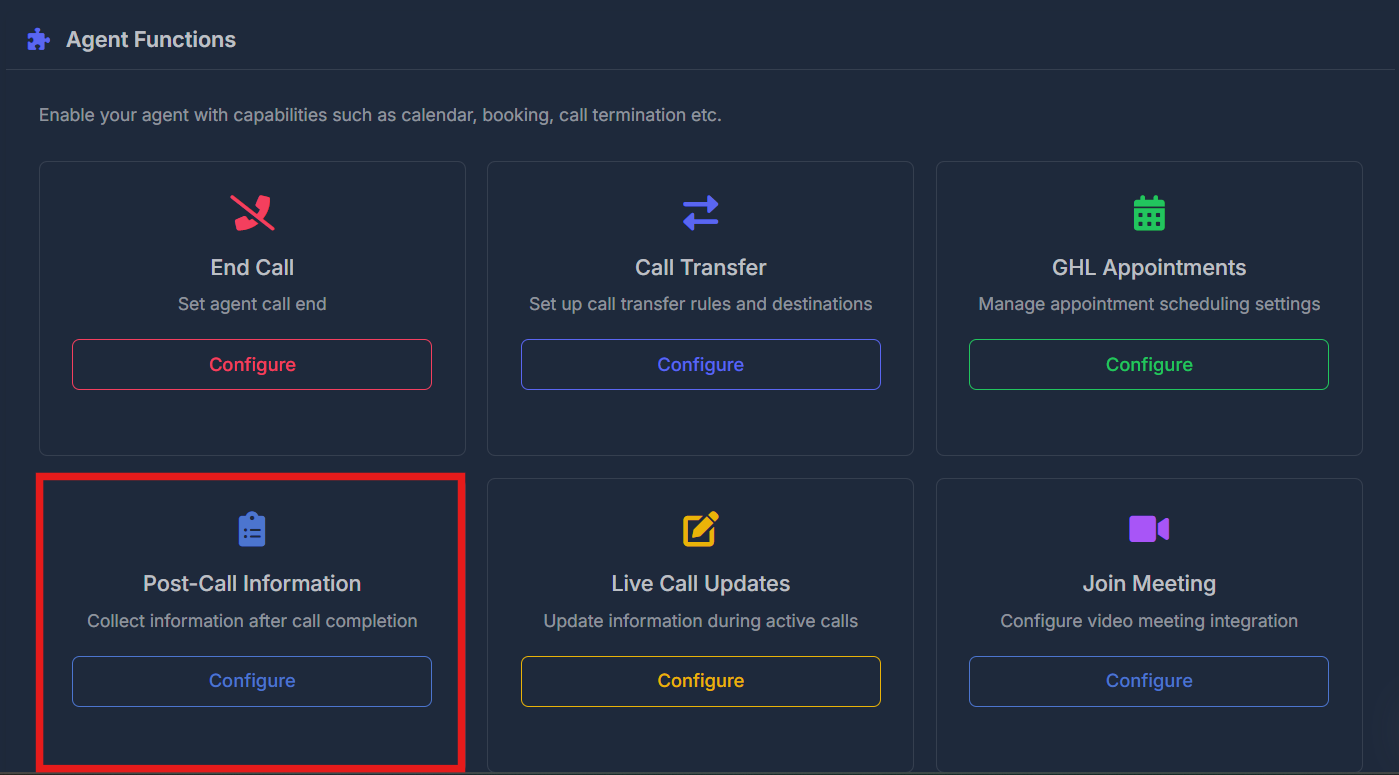 Agent Functions
Enable your agent with capabilities such as calendar, booking, call termination etc.
End Call
Set agent call end
Configure
Call Transfer
Set up call transfer rules and destinations
Configure
GHL Appointments
Manage appointment scheduling settings
Configure
Post-Call Information
Collect information after call completion
Configure
Live Call Updates
Update information during active calls
Configure
Join Meeting
Configure video meeting integration
Configure